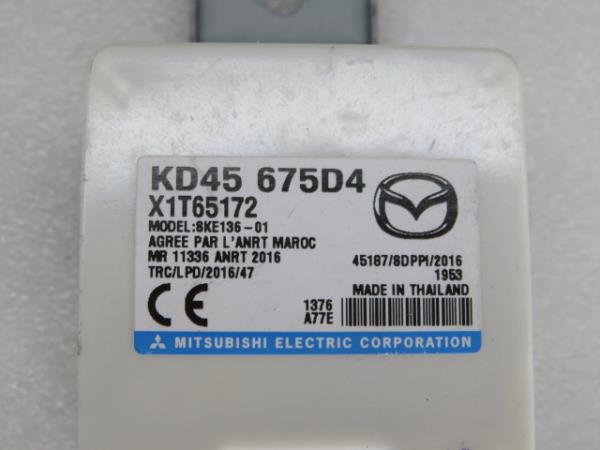 KD45 675D4
X1T65172
MODEL:SKE136-01
AGREE PAR L'ANRT MAROC
MR 11336 ANRT 2016
TRC/LPD/2016/47
45187/SDPPI/2016
1953
MADE IN THAILAND
CE
1376
A77E
MITSUBISHI ELECTRIC CORPORATION